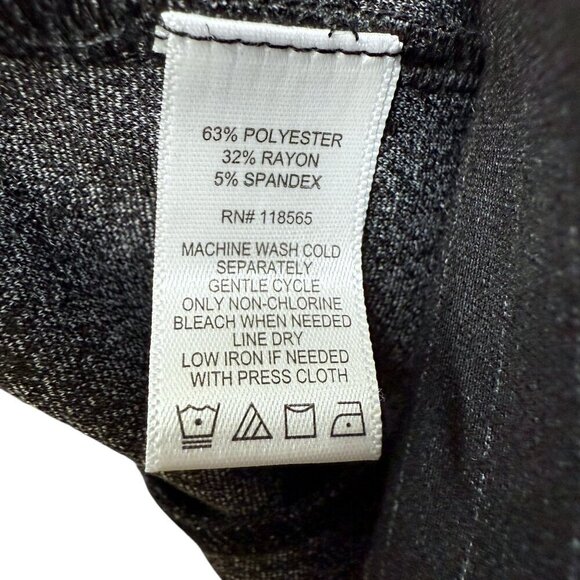 63% POLYESTER
32% RAYON
5% SPANDEX
RN# 118565
MACHINE WASH COLD
SEPARATELY
GENTLE CYCLE
ONLY NON-CHLORINE
BLEACH WHEN NEEDED
LINE DRY
LOW IRON IF NEEDED
WITH PRESS CLOTH